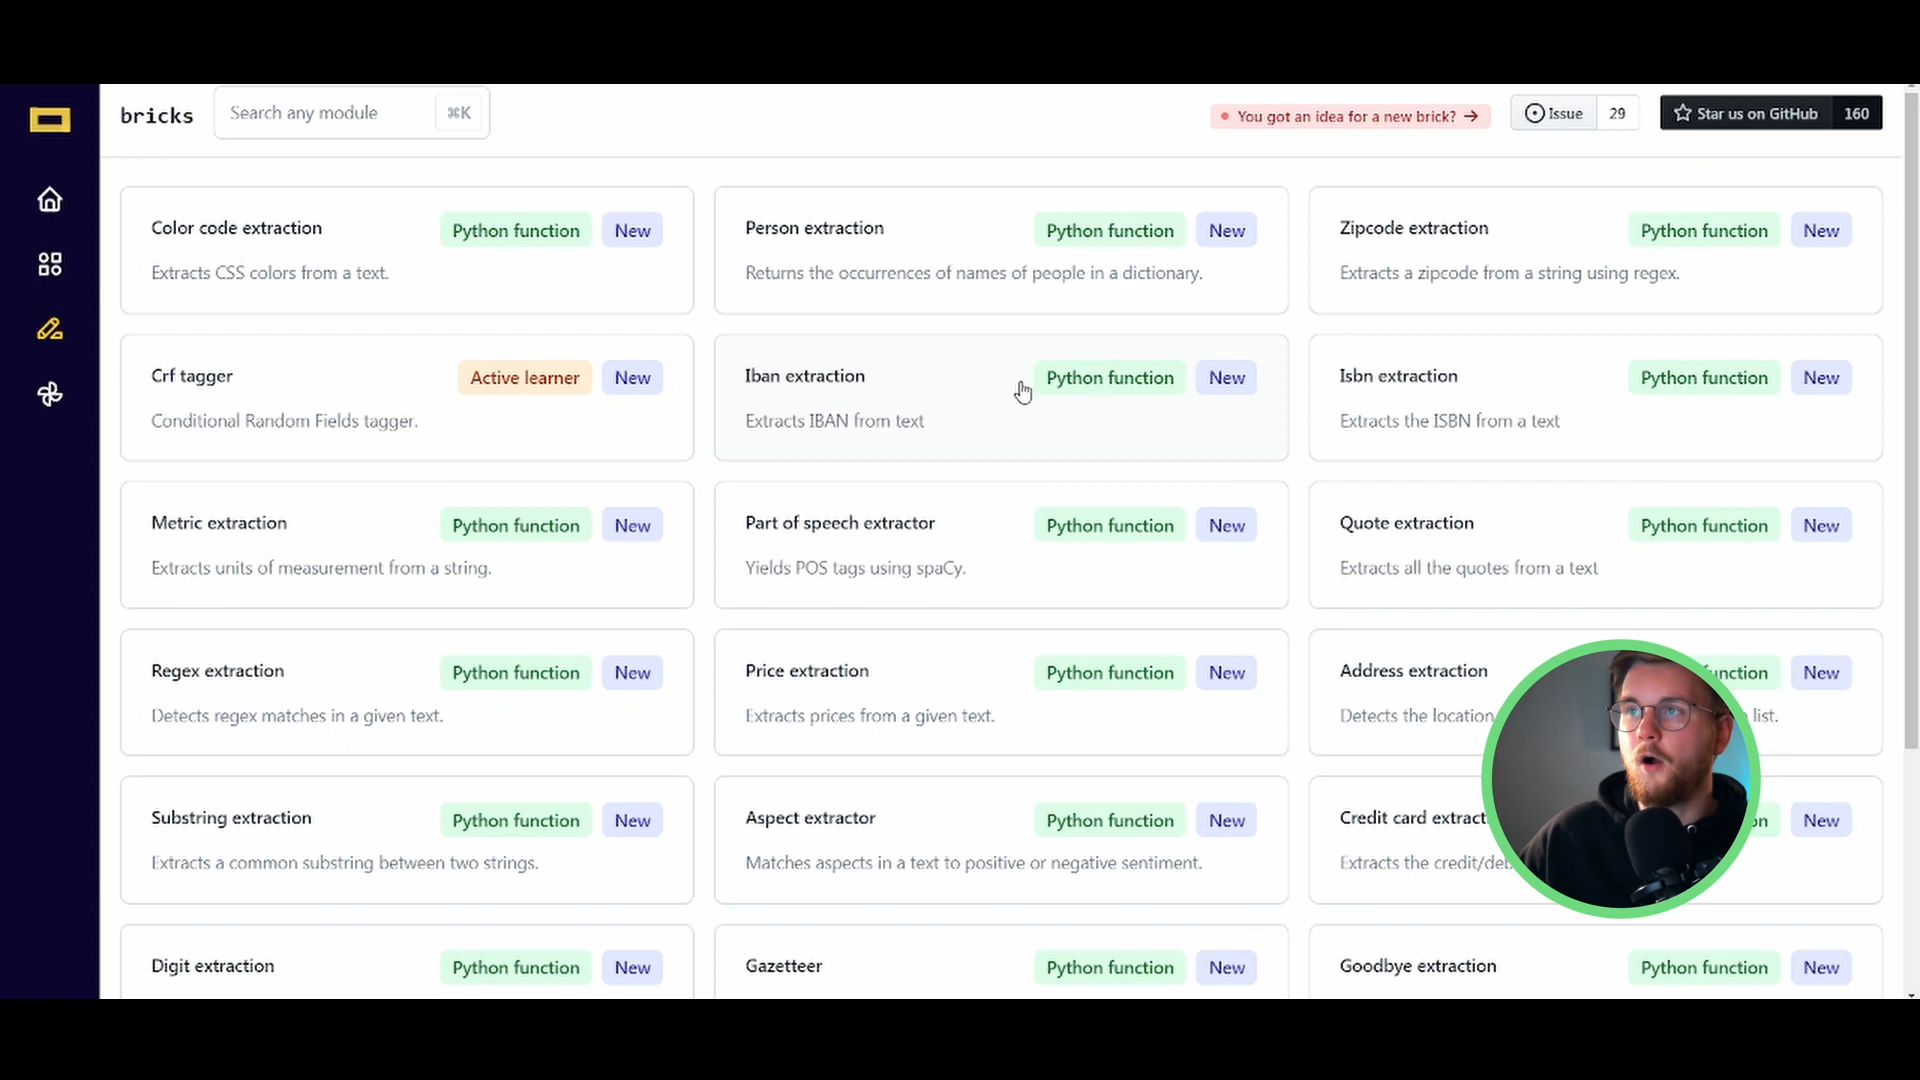 bricks
Search any module
⌘K
You got an idea for a new brick? →
Issue 29
Star us on GitHub 160
Color code extraction Python function New
Extracts CSS colors from a text.
Person extraction Python function New
Returns the occurrences of names of people in a dictionary.
Zipcode extraction Python function New
Extracts a zipcode from a string using regex.
Crf tagger Active learner New
Conditional Random Fields tagger.
Iban extraction Python function New
Extracts IBAN from text
Isbn extraction Python function New
Extracts the ISBN from a text
Metric extraction Python function New
Extracts units of measurement from a string.
Part of speech extractor Python function New
Yields POS tags using spaCy.
Quote extraction Python function New
Extracts all the quotes from a text
Regex extraction Python function New
Detects regex matches in a given text.
Price extraction Python function New
Extracts prices from a given text.
Address extraction New
Detects the location list.
Substring extraction Python function New
Extracts a common substring between two strings.
Aspect extractor Python function New
Matches aspects in a text to positive or negative sentiment.
Credit card New
Extracts the
Digit extraction Python function New
Gazetteer Python function New
Goodbye extraction Python function New